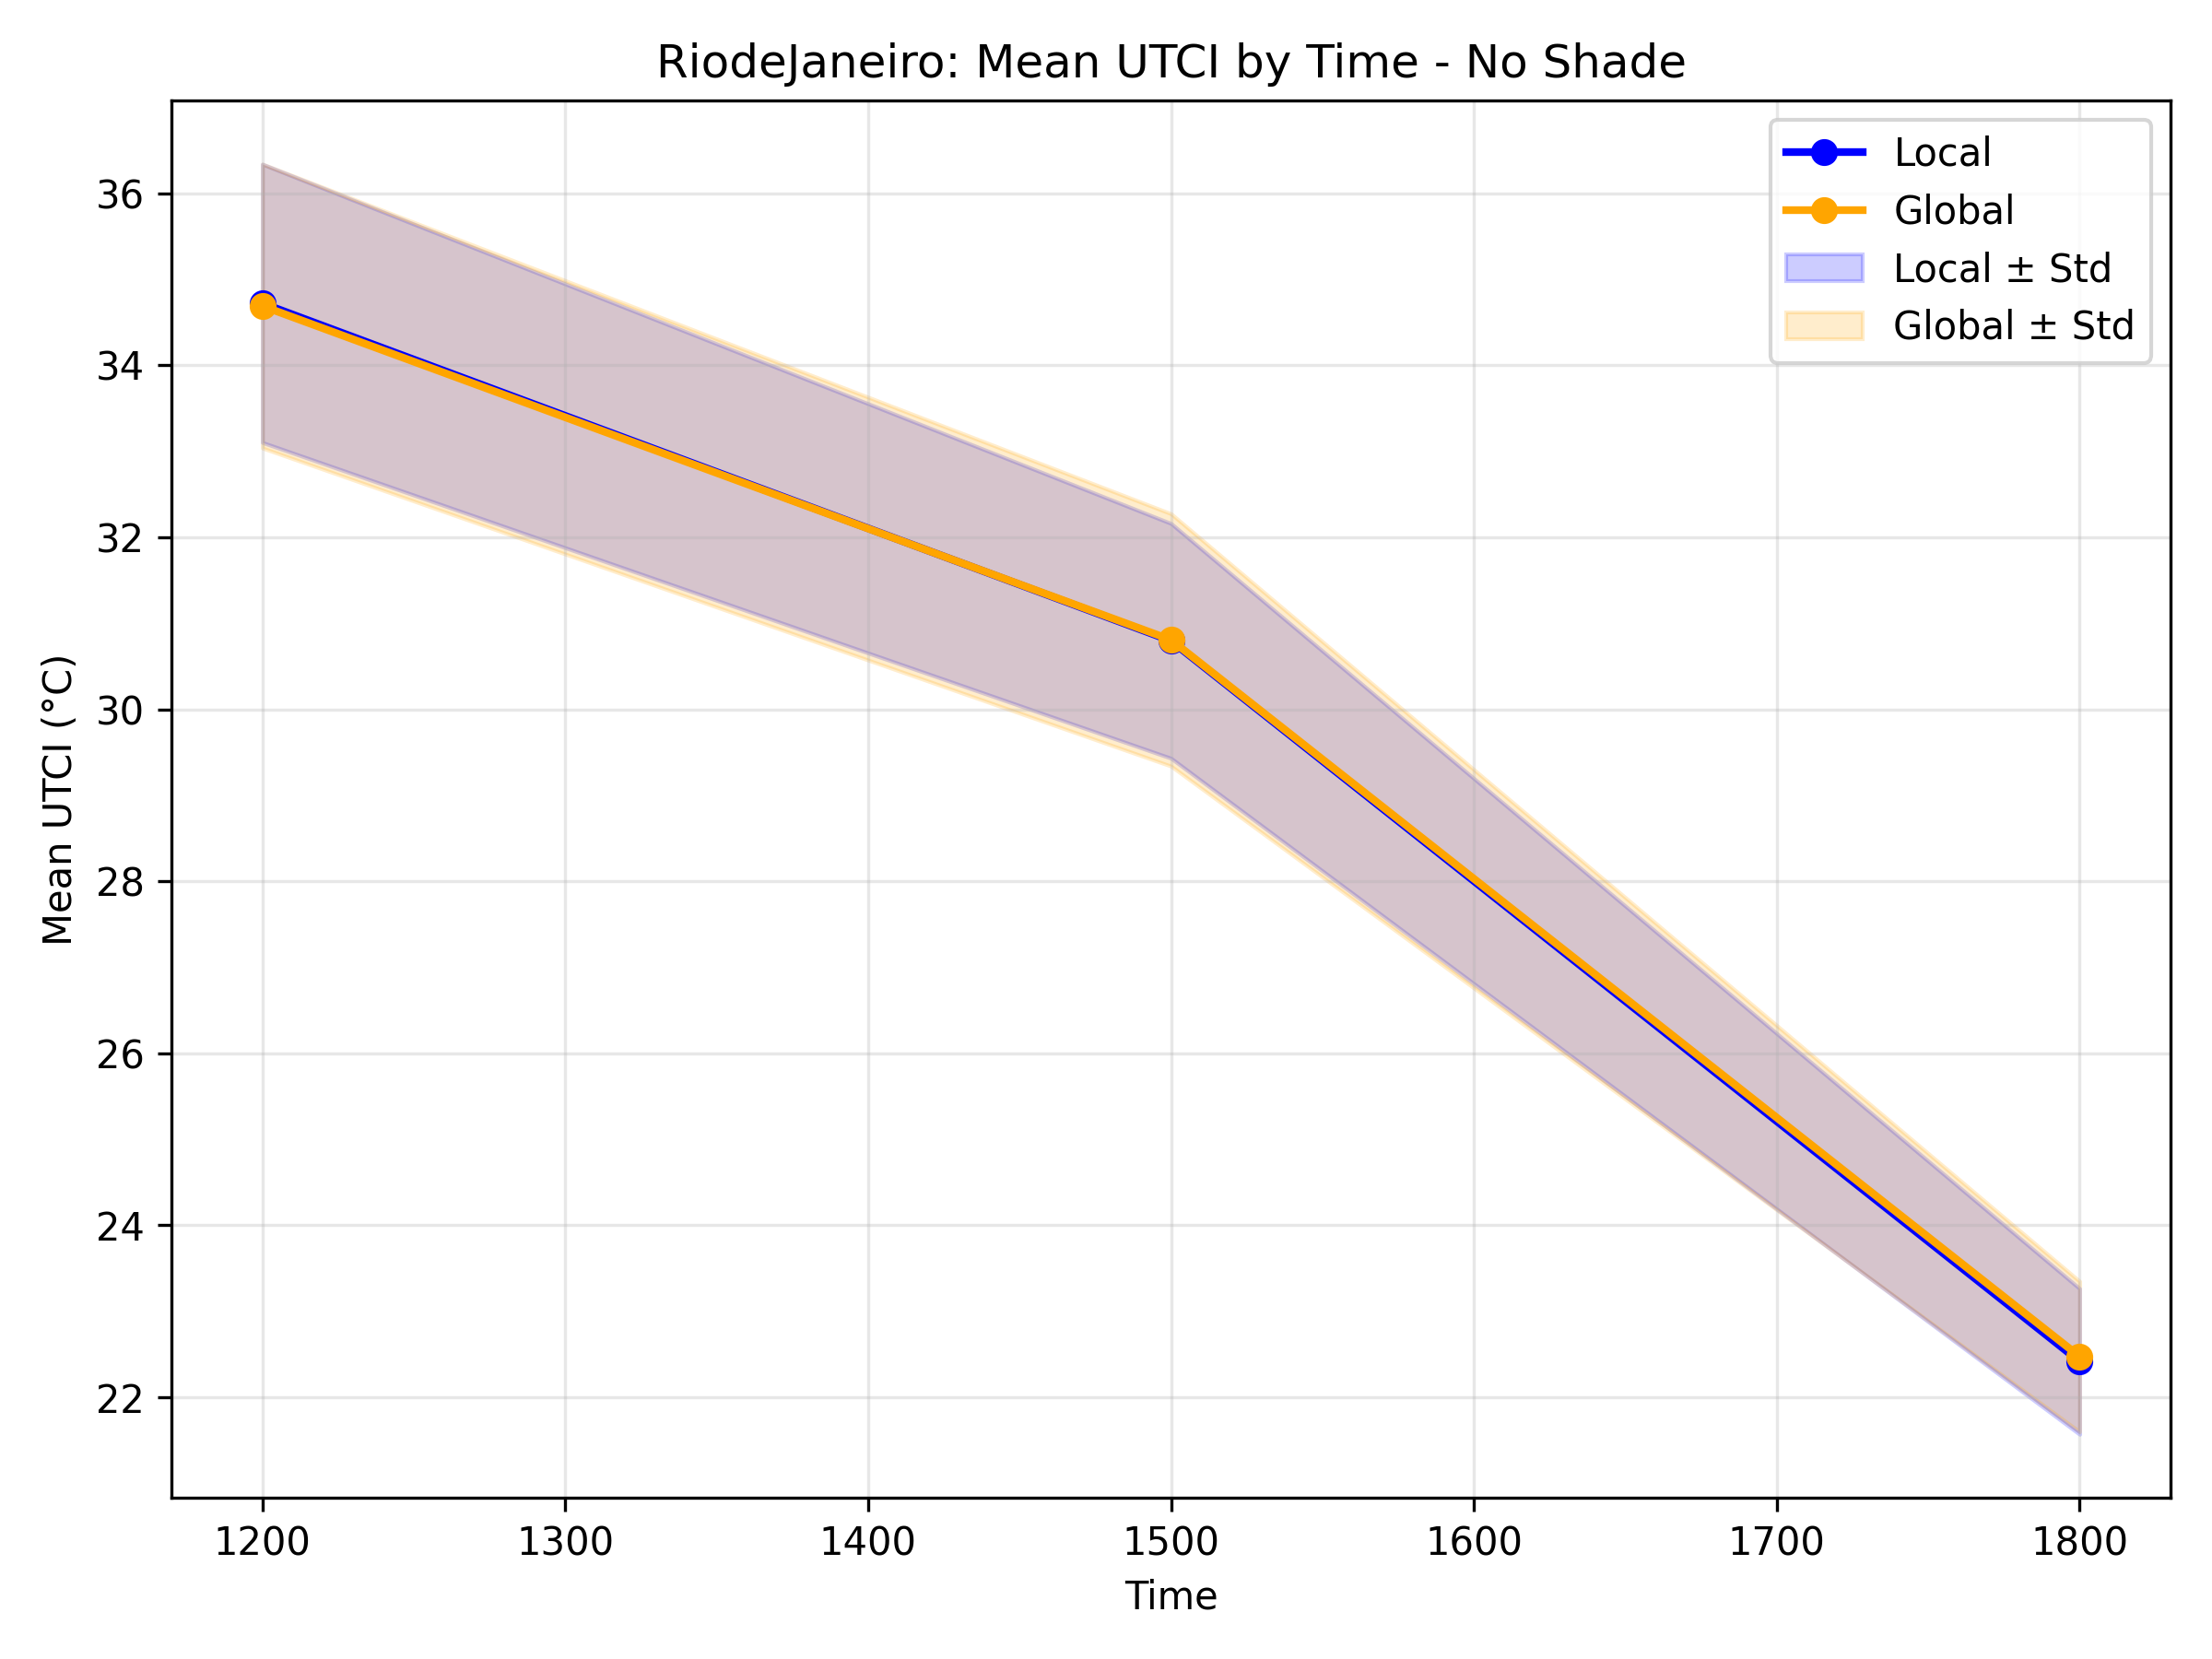 RiodeJaneiro: Mean UTCI by Time - No Shade
Local
Global
Local ± Std
Global ± Std
Mean UTCI (°C)
36
34
32
30
28
26
24
22
1200 1300 1400 1500 1600 1700 1800
Time